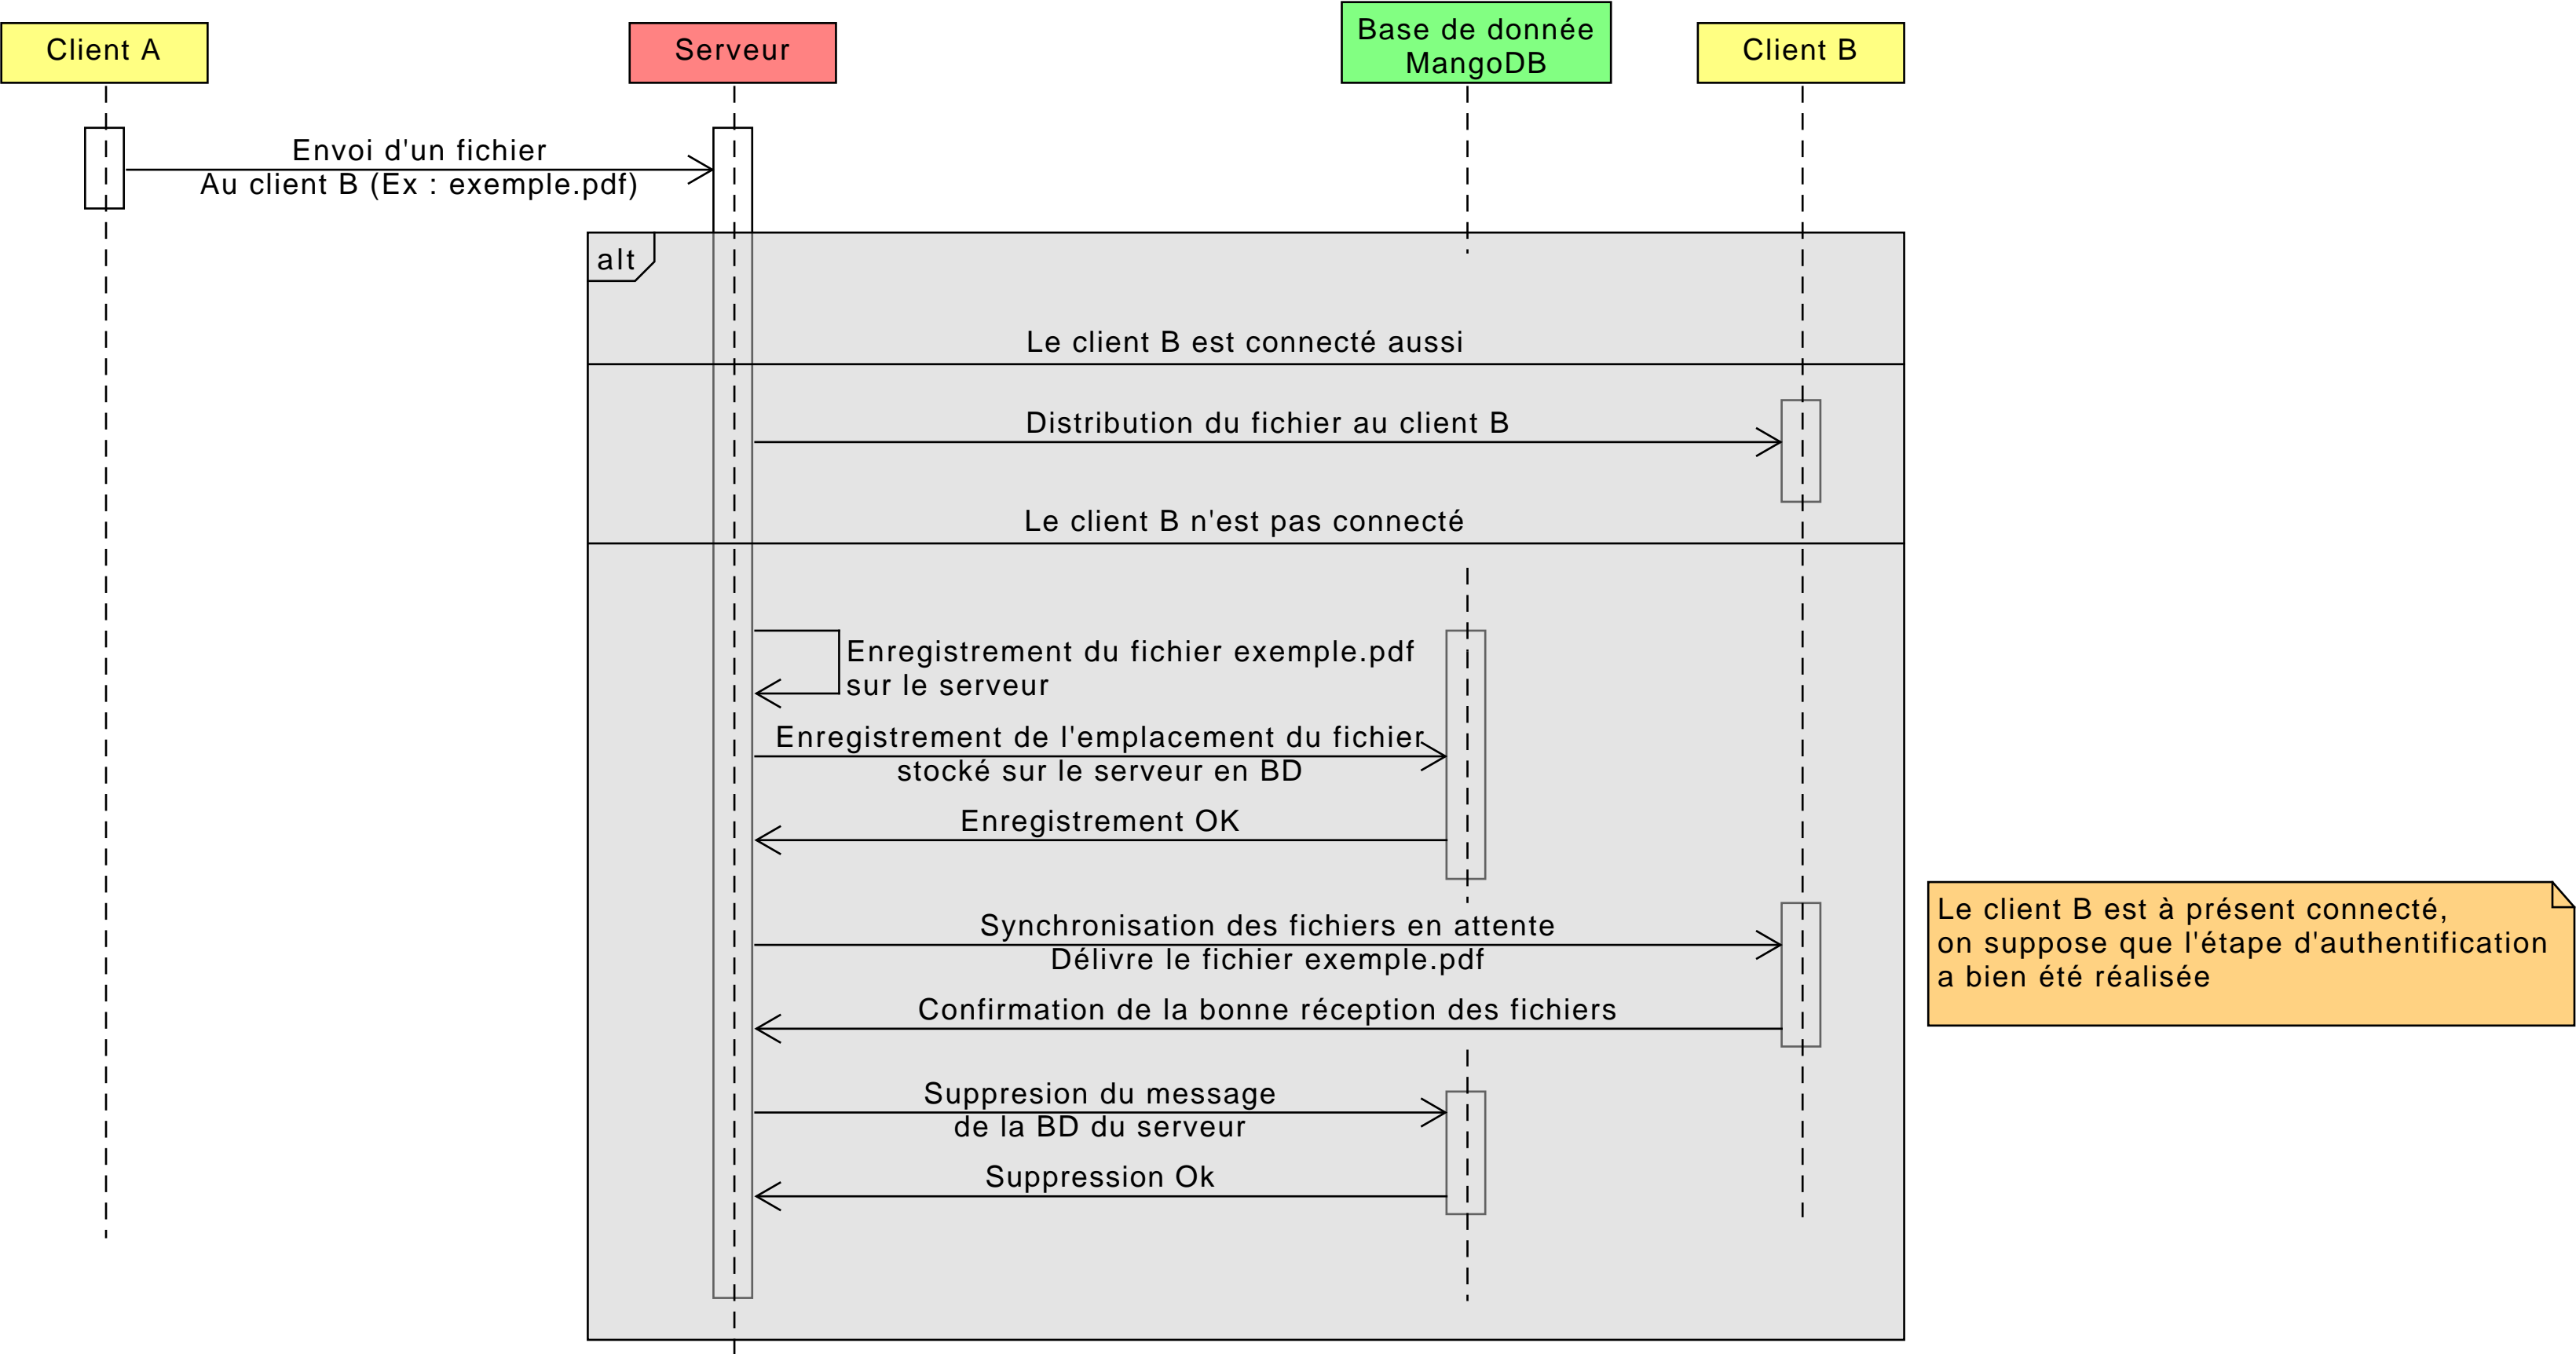 Client A
Serveur
Base de donnée
MangoDB
Client B
Envoi d'un fichier
Au client B (Ex : exemple.pdf)
alt
Le client B est connecté aussi
Distribution du fichier au client B
Le client B n'est pas connecté
Enregistrement du fichier exemple.pdf
sur le serveur
Enregistrement de l'emplacement du fichier
stocké sur le serveur en BD
Enregistrement OK
Le client B est à présent connecté,
on suppose que l'étape d'authentification
a bien été réalisée
Synchronisation des fichiers en attente
Délivre le fichier exemple.pdf
Confirmation de la bonne réception des fichiers
Suppresion du message
de la BD du serveur
Suppression Ok